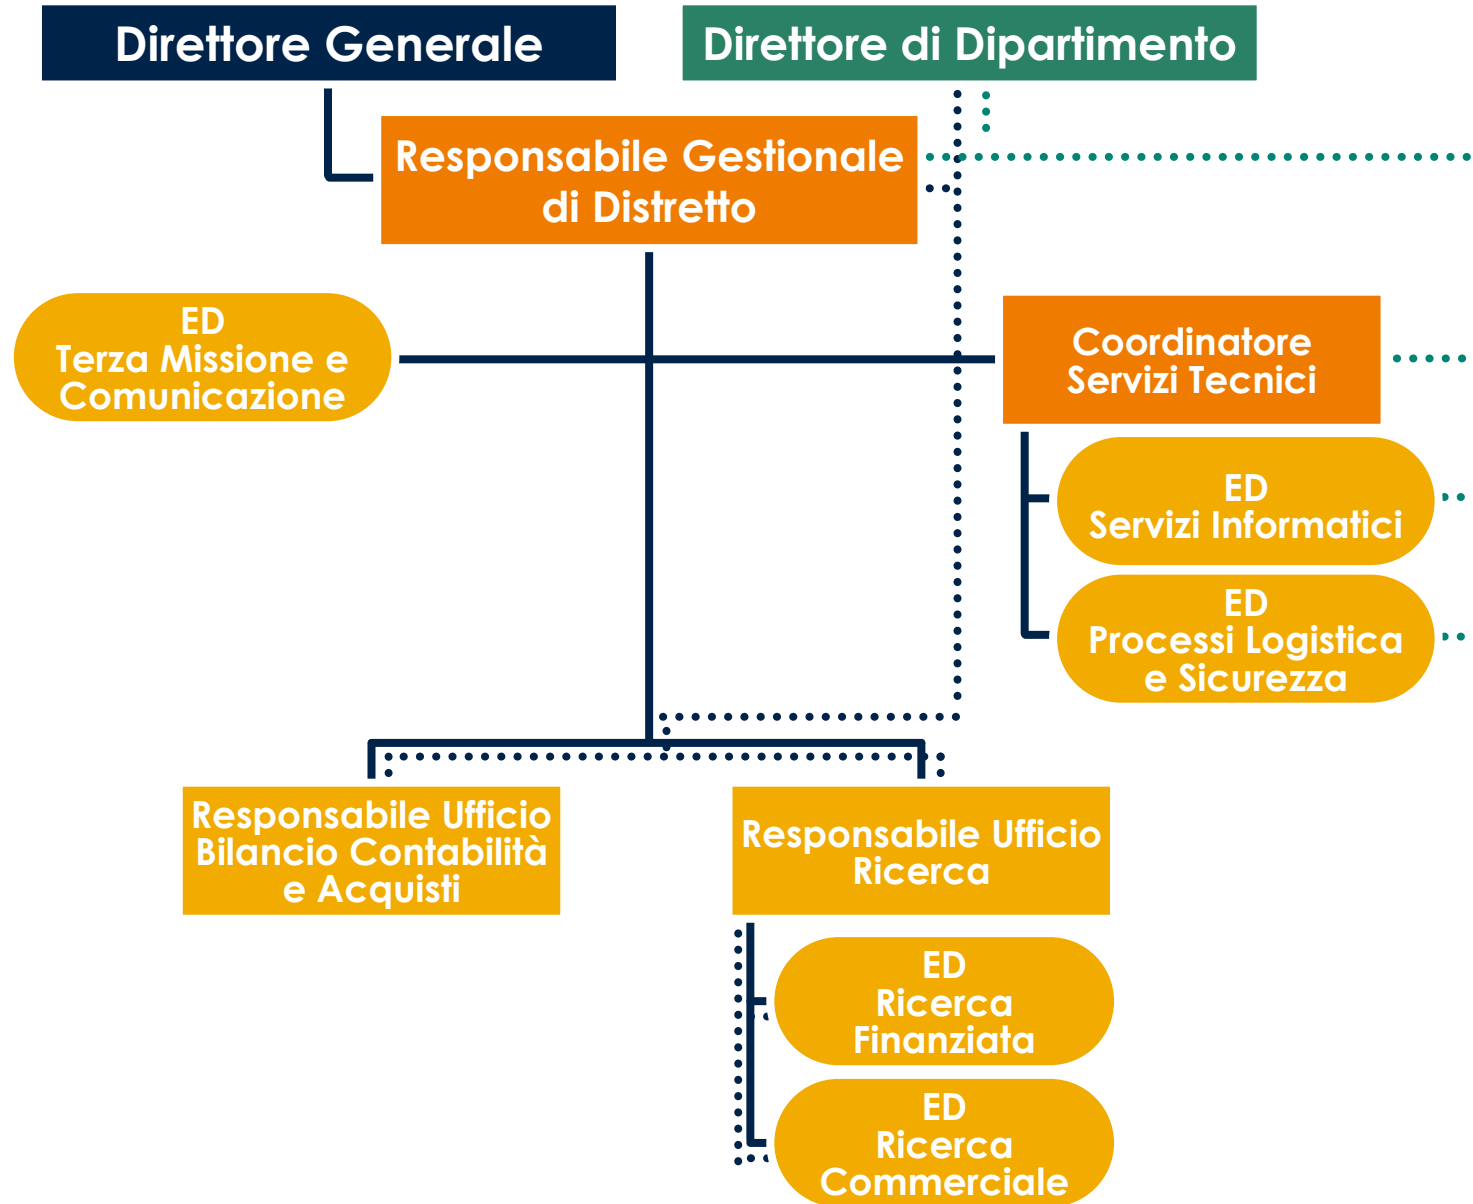 Direttore Generale
Direttore di Dipartimento
Responsabile Gestionale
di Distretto
ED
Terza Missione e
Comunicazione
Coordinatore
Servizi Tecnici
ED
Servizi Informatici
ED
Processi Logistica
e Sicurezza
Responsabile Ufficio
Bilancio Contabilità
e Acquisti
Responsabile Ufficio
Ricerca
ED
Ricerca
Finanziata
ED
Ricerca
Commerciale